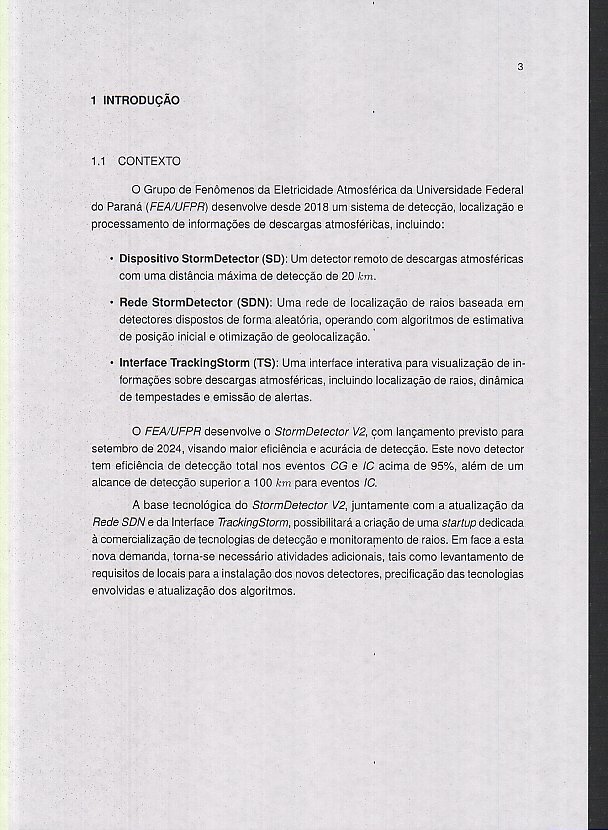 3
1 INTRODUÇÃO
1.1 CONTEXTO
O Grupo de Fenômenos da Eletricidade Atmosférica da Universidade Federal
do Paraná (FEA/UFPR) desenvolve desde 2018 um sistema de detecção, localização e
processamento de informações de descargas atmosféricas, incluindo:
• Dispositivo StormDetector (SD): Um detector remoto de descargas atmosféricas
com uma distância máxima de detecção de 20 km.
• Rede StormDetector (SDN): Uma rede de localização de raios baseada em
detectores dispostos de forma aleatória, operando com algoritmos de estimativa
de posição inicial e otimização de geolocalização.
• Interface TrackingStorm (TS): Uma interface interativa para visualização de in-
formações sobre descargas atmosféricas, incluindo localização de raios, dinâmica
de tempestades e emissão de alertas.
O FEA/UFPR desenvolve o StormDetector V2, com lançamento previsto para
setembro de 2024, visando maior eficiência e acurácia de detecção. Este novo detector
tem eficiência de detecção total nos eventos CG e IC acima de 95%, além de um
alcance de detecção superior a 100 km para eventos IC.
A base tecnológica do StormDetector V2, juntamente com a atualização da
Rede SDN e da Interface TrackingStorm, possibilitará a criação de uma startup dedicada
à comercialização de tecnologias de detecção e monitoramento de raios. Em face a esta
nova demanda, torna-se necessário atividades adicionais, tais como levantamento de
requisitos de locais para a instalação dos novos detectores, precificação das tecnologias
envolvidas e atualização dos algoritmos.